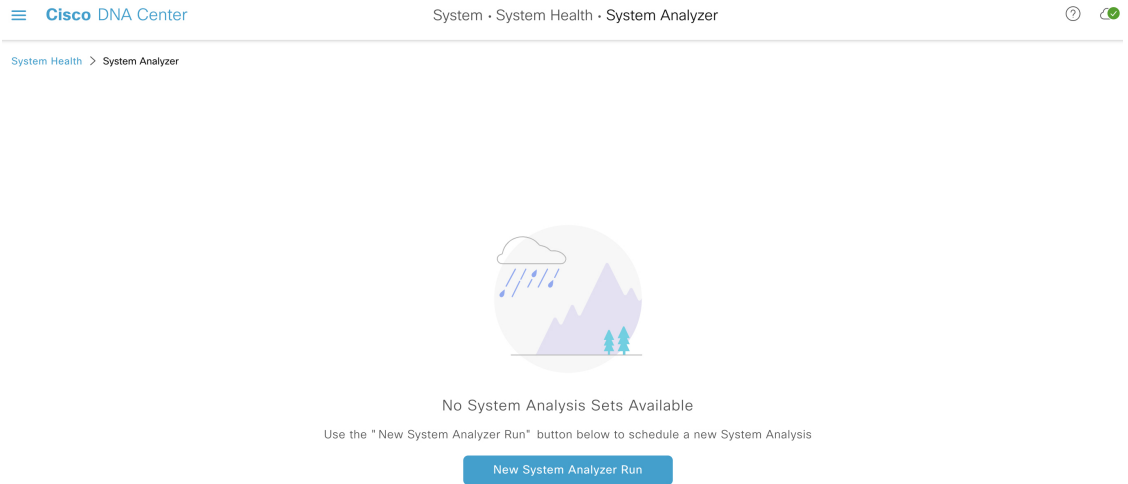 Cisco DNA Center
System · System Health · System Analyzer
System Health > System Analyzer
No System Analysis Sets Available
Use the "New System Analyzer Run" button below to schedule a new System Analysis
New System Analyzer Run